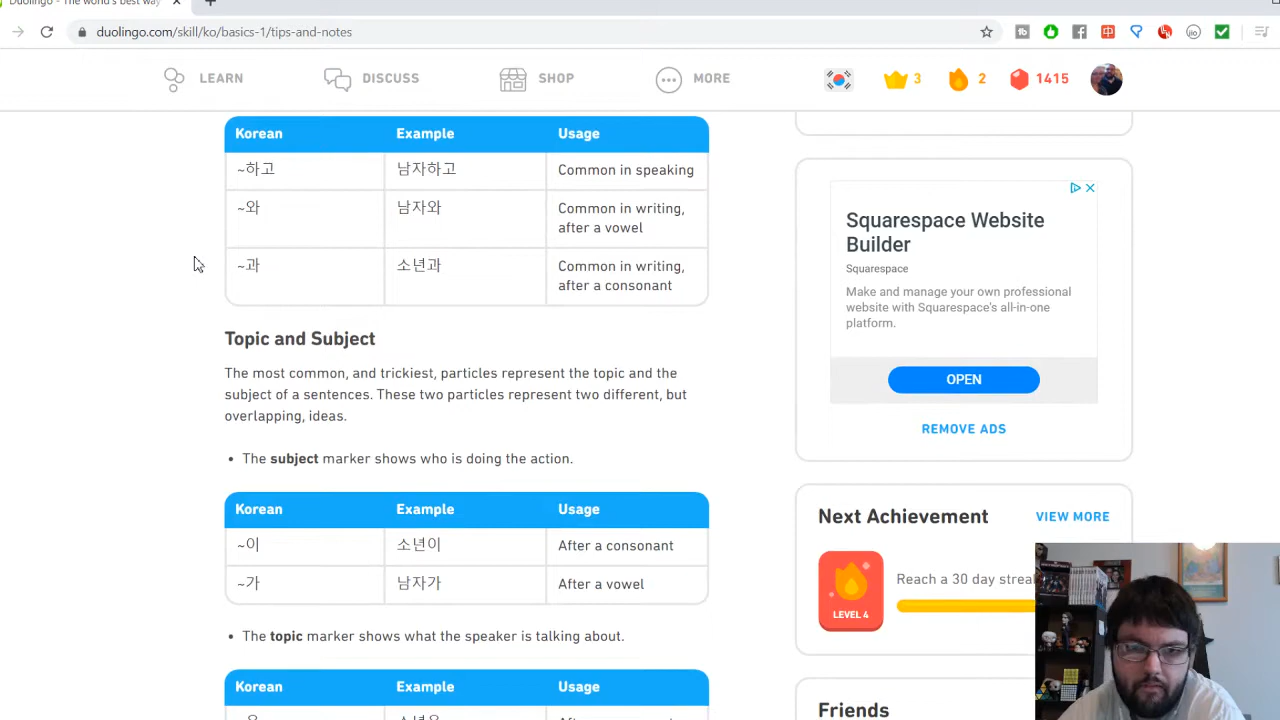 Duolingo - The world's best way
duolingo.com/skill/ko/basics-1/tips-and-notes
LEARN DISCUSS SHOP MORE 3 2 1415
Korean Example Usage
~하고 남자하고 Common in speaking
~와 남자와 Common in writing,
after a vowel
~과 소년과 Common in writing,
after a consonant
Topic and Subject
The most common, and trickiest, particles represent the topic and the
subject of a sentences. These two particles represent two different, but
overlapping, ideas.
• The subject marker shows who is doing the action.
Korean Example Usage
~이 소년이 After a consonant
~가 남자가 After a vowel
• The topic marker shows what the speaker is talking about.
Korean Example Usage
Squarespace Website
Builder
Squarespace
Make and manage your own professional
website with Squarespace's all-in-one
platform.
OPEN
REMOVE ADS
Next Achievement VIEW MORE
Reach a 30 day strea
LEVEL 4
Friends